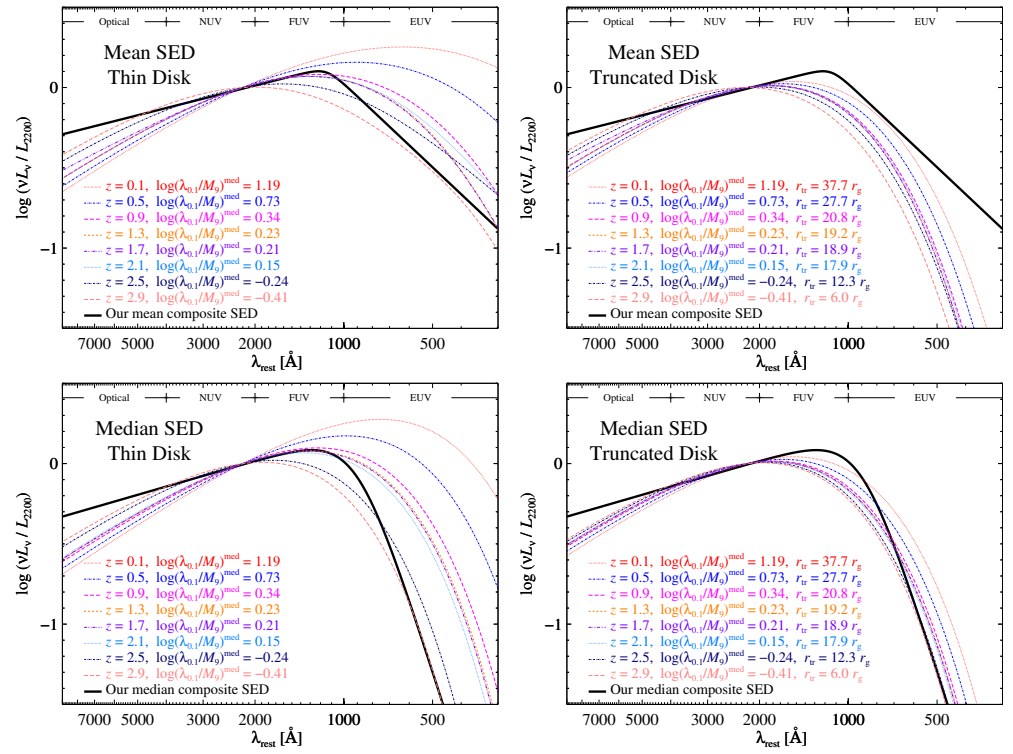 Optical NUV FUV EUV
Mean SED
Thin Disk
log (νLν / L2200)
0
−1
z = 0.1, log(λ0.1/M9)^med = 1.19
z = 0.5, log(λ0.1/M9)^med = 0.73
z = 0.9, log(λ0.1/M9)^med = 0.34
z = 1.3, log(λ0.1/M9)^med = 0.23
z = 1.7, log(λ0.1/M9)^med = 0.21
z = 2.1, log(λ0.1/M9)^med = 0.15
z = 2.5, log(λ0.1/M9)^med = −0.24
z = 2.9, log(λ0.1/M9)^med = −0.41
Our mean composite SED
7000 5000 3000 2000 1000 500
λrest [Å]
Optical NUV FUV EUV
Mean SED
Truncated Disk
log (νLν / L2200)
0
−1
z = 0.1, log(λ0.1/M9)^med = 1.19, rtr = 37.7 rg
z = 0.5, log(λ0.1/M9)^med = 0.73, rtr = 27.7 rg
z = 0.9, log(λ0.1/M9)^med = 0.34, rtr = 20.8 rg
z = 1.3, log(λ0.1/M9)^med = 0.23, rtr = 19.2 rg
z = 1.7, log(λ0.1/M9)^med = 0.21, rtr = 18.9 rg
z = 2.1, log(λ0.1/M9)^med = 0.15, rtr = 17.9 rg
z = 2.5, log(λ0.1/M9)^med = −0.24, rtr = 12.3 rg
z = 2.9, log(λ0.1/M9)^med = −0.41, rtr = 6.0 rg
Our mean composite SED
7000 5000 3000 2000 1000 500
λrest [Å]
Optical NUV FUV EUV
Median SED
Thin Disk
log (νLν / L2200)
0
−1
z = 0.1, log(λ0.1/M9)^med = 1.19
z = 0.5, log(λ0.1/M9)^med = 0.73
z = 0.9, log(λ0.1/M9)^med = 0.34
z = 1.3, log(λ0.1/M9)^med = 0.23
z = 1.7, log(λ0.1/M9)^med = 0.21
z = 2.1, log(λ0.1/M9)^med = 0.15
z = 2.5, log(λ0.1/M9)^med = −0.24
z = 2.9, log(λ0.1/M9)^med = −0.41
Our median composite SED
7000 5000 3000 2000 1000 500
λrest [Å]
Optical NUV FUV EUV
Median SED
Truncated Disk
log (νLν / L2200)
0
−1
z = 0.1, log(λ0.1/M9)^med = 1.19, rtr = 37.7 rg
z = 0.5, log(λ0.1/M9)^med = 0.73, rtr = 27.7 rg
z = 0.9, log(λ0.1/M9)^med = 0.34, rtr = 20.8 rg
z = 1.3, log(λ0.1/M9)^med = 0.23, rtr = 19.2 rg
z = 1.7, log(λ0.1/M9)^med = 0.21, rtr = 18.9 rg
z = 2.1, log(λ0.1/M9)^med = 0.15, rtr = 17.9 rg
z = 2.5, log(λ0.1/M9)^med = −0.24, rtr = 12.3 rg
z = 2.9, log(λ0.1/M9)^med = −0.41, rtr = 6.0 rg
Our median composite SED
7000 5000 3000 2000 1000 500
λrest [Å]